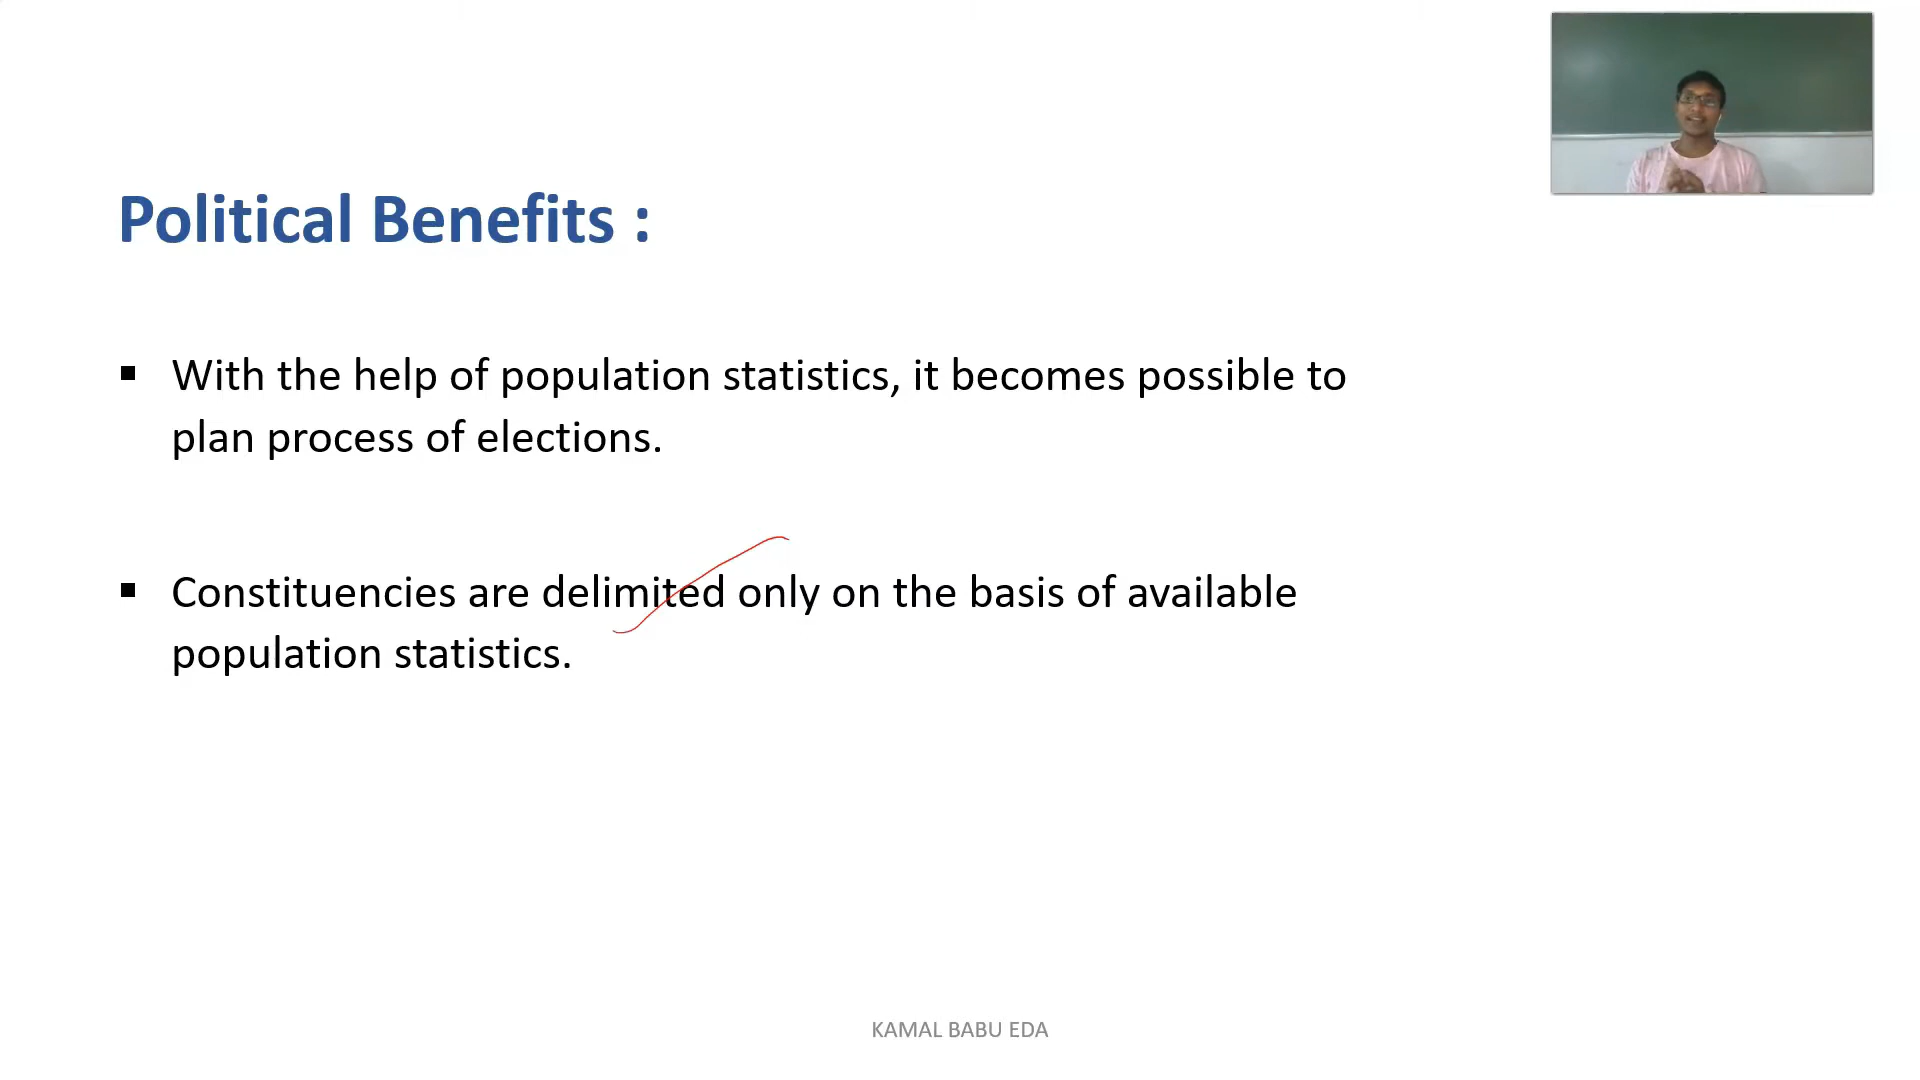 Political Benefits :
▪ With the help of population statistics, it becomes possible to
plan process of elections.
▪ Constituencies are delimited only on the basis of available
population statistics.
KAMAL BABU EDA